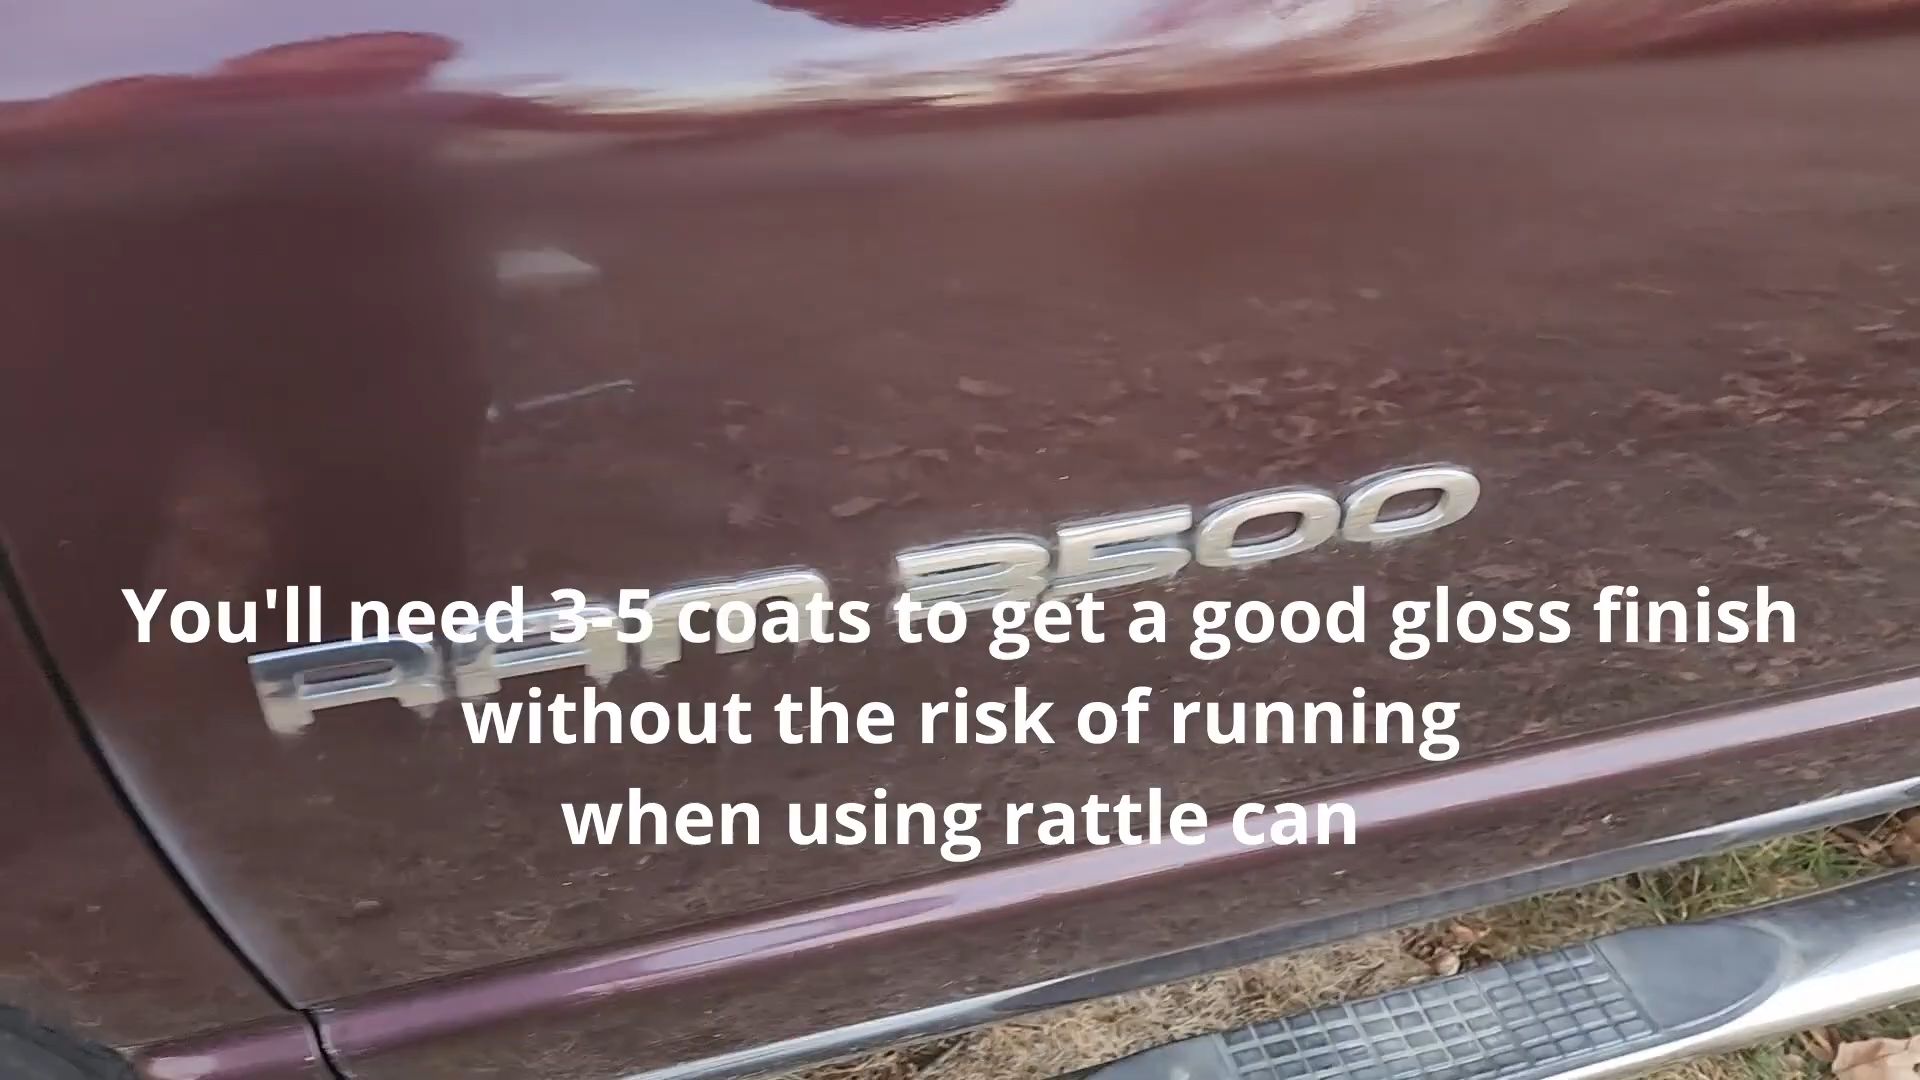 RAM 3500
You'll need 3-5 coats to get a good gloss finish
without the risk of running
when using rattle can